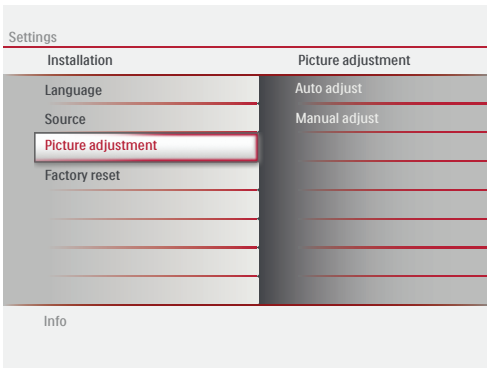 Settings
Installation
Picture adjustment
Language
Auto adjust
Source
Manual adjust
Picture adjustment
Factory reset
Info